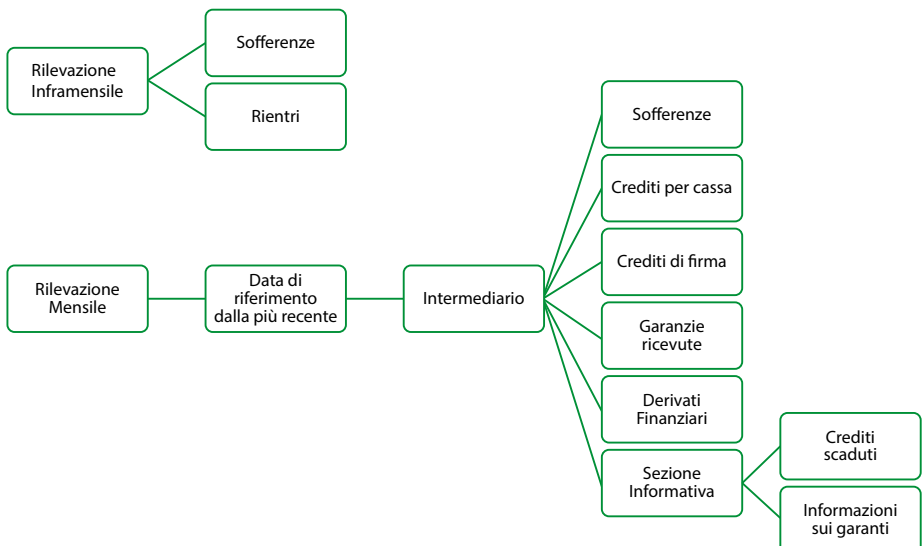 Rilevazione
Inframensile
Sofferenze
Rientri
Rilevazione
Mensile
Data di
riferimento
dalla più recente
Intermediario
Sofferenze
Crediti per cassa
Crediti di firma
Garanzie
ricevute
Derivati
Finanziari
Sezione
Informativa
Crediti
scaduti
Informazioni
sui garanti